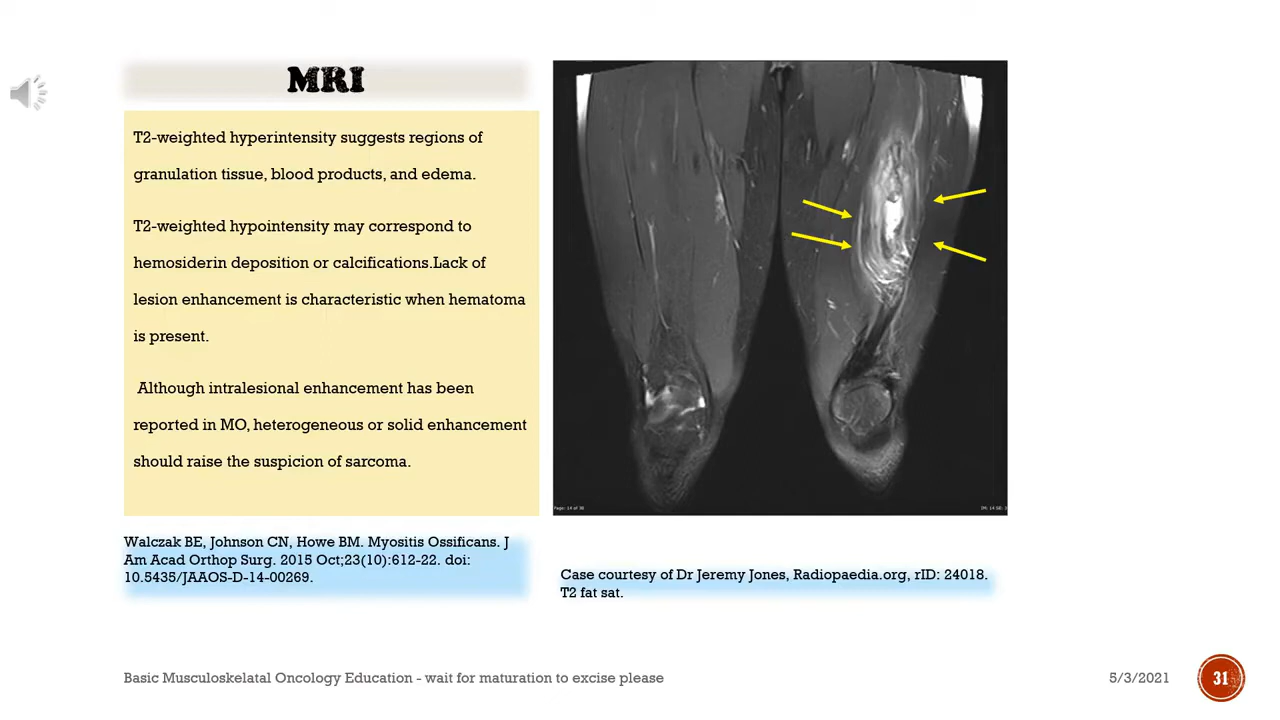 MRI
T2-weighted hyperintensity suggests regions of
granulation tissue, blood products, and edema.
T2-weighted hypointensity may correspond to
hemosiderin deposition or calcifications.Lack of
lesion enhancement is characteristic when hematoma
is present.
Although intralesional enhancement has been
reported in MO, heterogeneous or solid enhancement
should raise the suspicion of sarcoma.
Walczak BE, Johnson CN, Howe BM. Myositis Ossificans. J
Am Acad Orthop Surg. 2015 Oct;23(10):612-22. doi:
10.5435/JAAOS-D-14-00269.
Page: 14 of 36
Case courtesy of Dr Jeremy Jones, Radiopaedia.org, rID: 24018.
T2 fat sat.
Basic Musculoskelatal Oncology Education - wait for maturation to excise please
5/3/2021
31